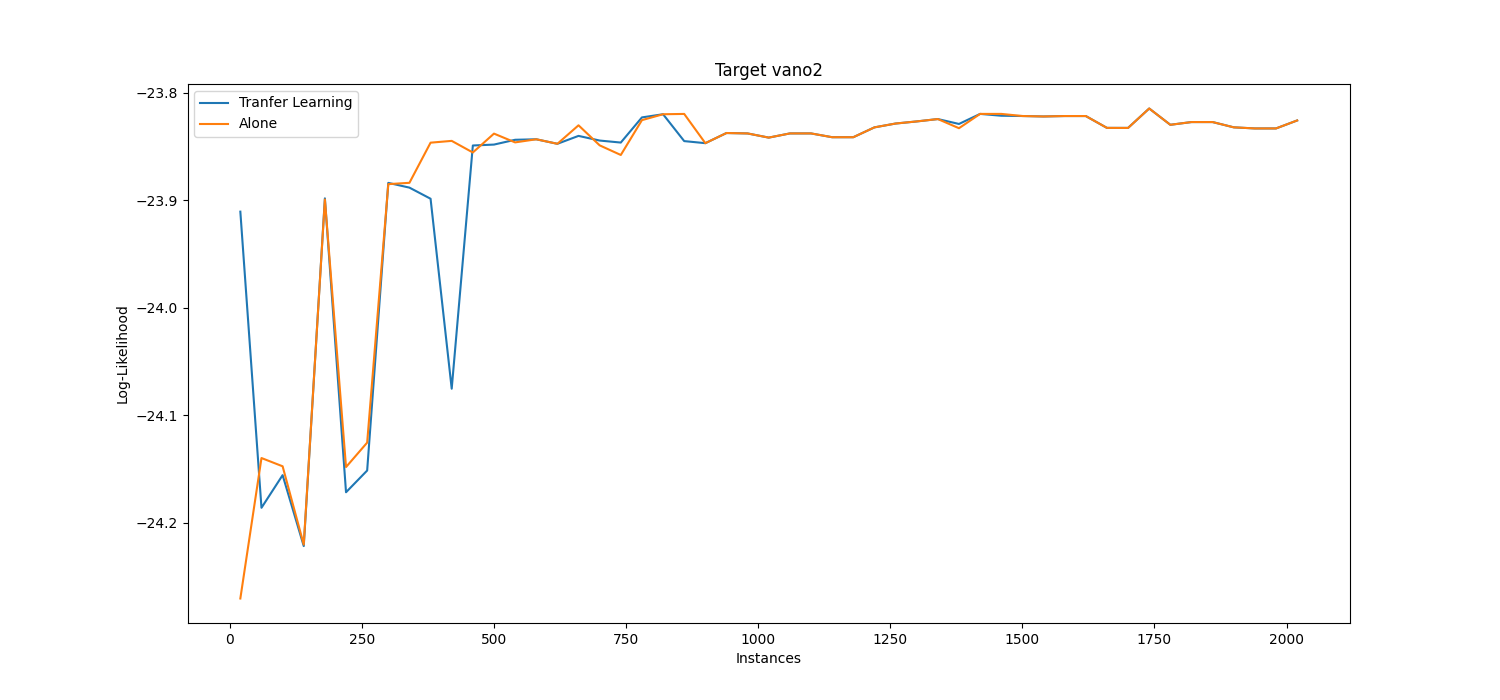 Target vano2
Tranfer Learning
Alone
Log-Likelihood
−23.8
−23.9
−24.0
−24.1
−24.2
0 250 500 750 1000 1250 1500 1750 2000
Instances